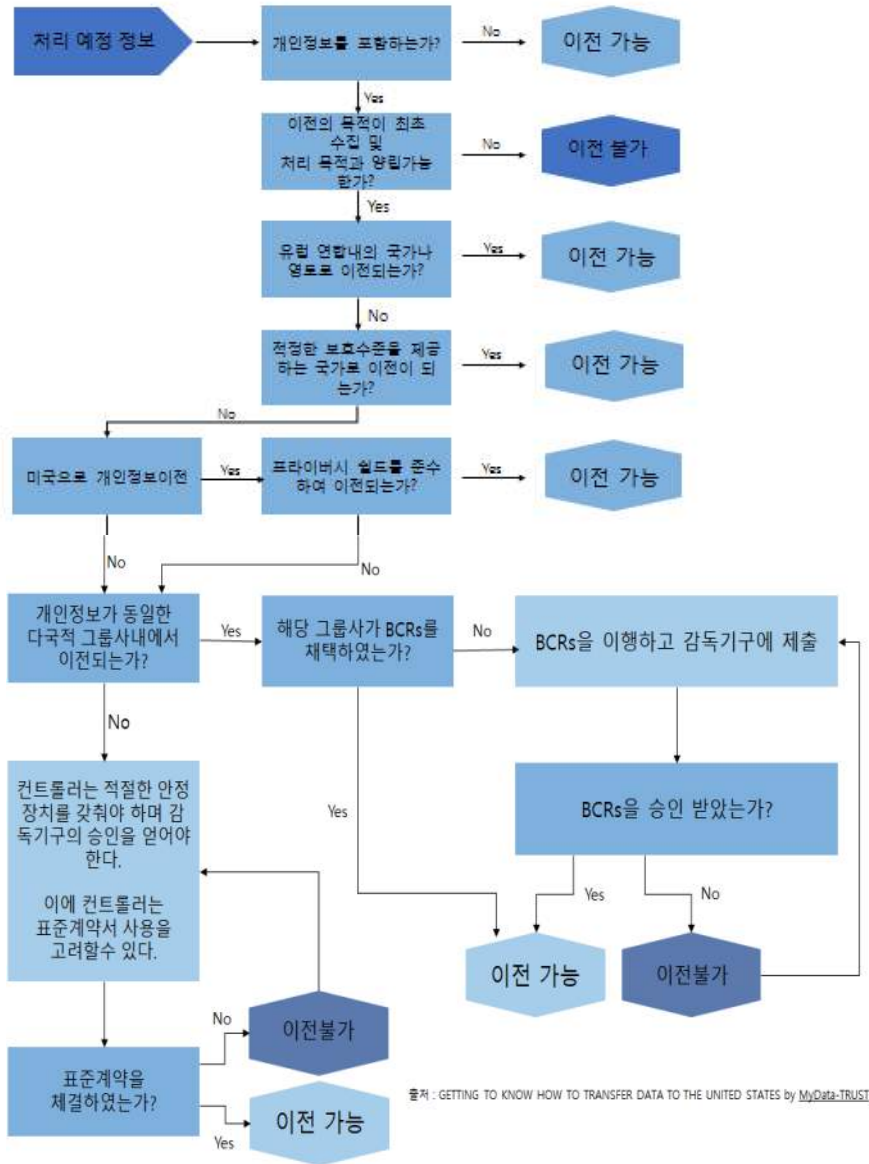 처리 예정 정보
개인정보를 포함하는가?
No
이전 가능
Yes
이전의 목적이 최초
수집 및
처리 목적과 양립가능
한가?
No
이전 불가
Yes
유럽 연합내의 국가나
영토로 이전되는가?
Yes
이전 가능
No
적정한 보호수준을 제공
하는 국가로 이전이 되
는가?
Yes
이전 가능
No
미국으로 개인정보이전
Yes
프라이버시 쉴드를 준수
하여 이전되는가?
Yes
이전 가능
No
No
개인정보가 동일한
다국적 그룹사내에서
이전되는가?
Yes
해당 그룹사가 BCRs를
채택하였는가?
No
BCRs을 이행하고 감독기구에 제출
No
컨트롤러는 적절한 안정
장치를 갖춰야 하며 감
독기구의 승인을 얻어야
한다.
이에 컨트롤러는
표준계약서 사용을
고려할수 있다.
Yes
BCRs을 승인 받았는가?
Yes
No
이전 가능
이전불가
No
이전불가
표준계약을
체결하였는가?
Yes
이전 가능
출처 : GETTING TO KNOW HOW TO TRANSFER DATA TO THE UNITED STATES by MyData-TRUST